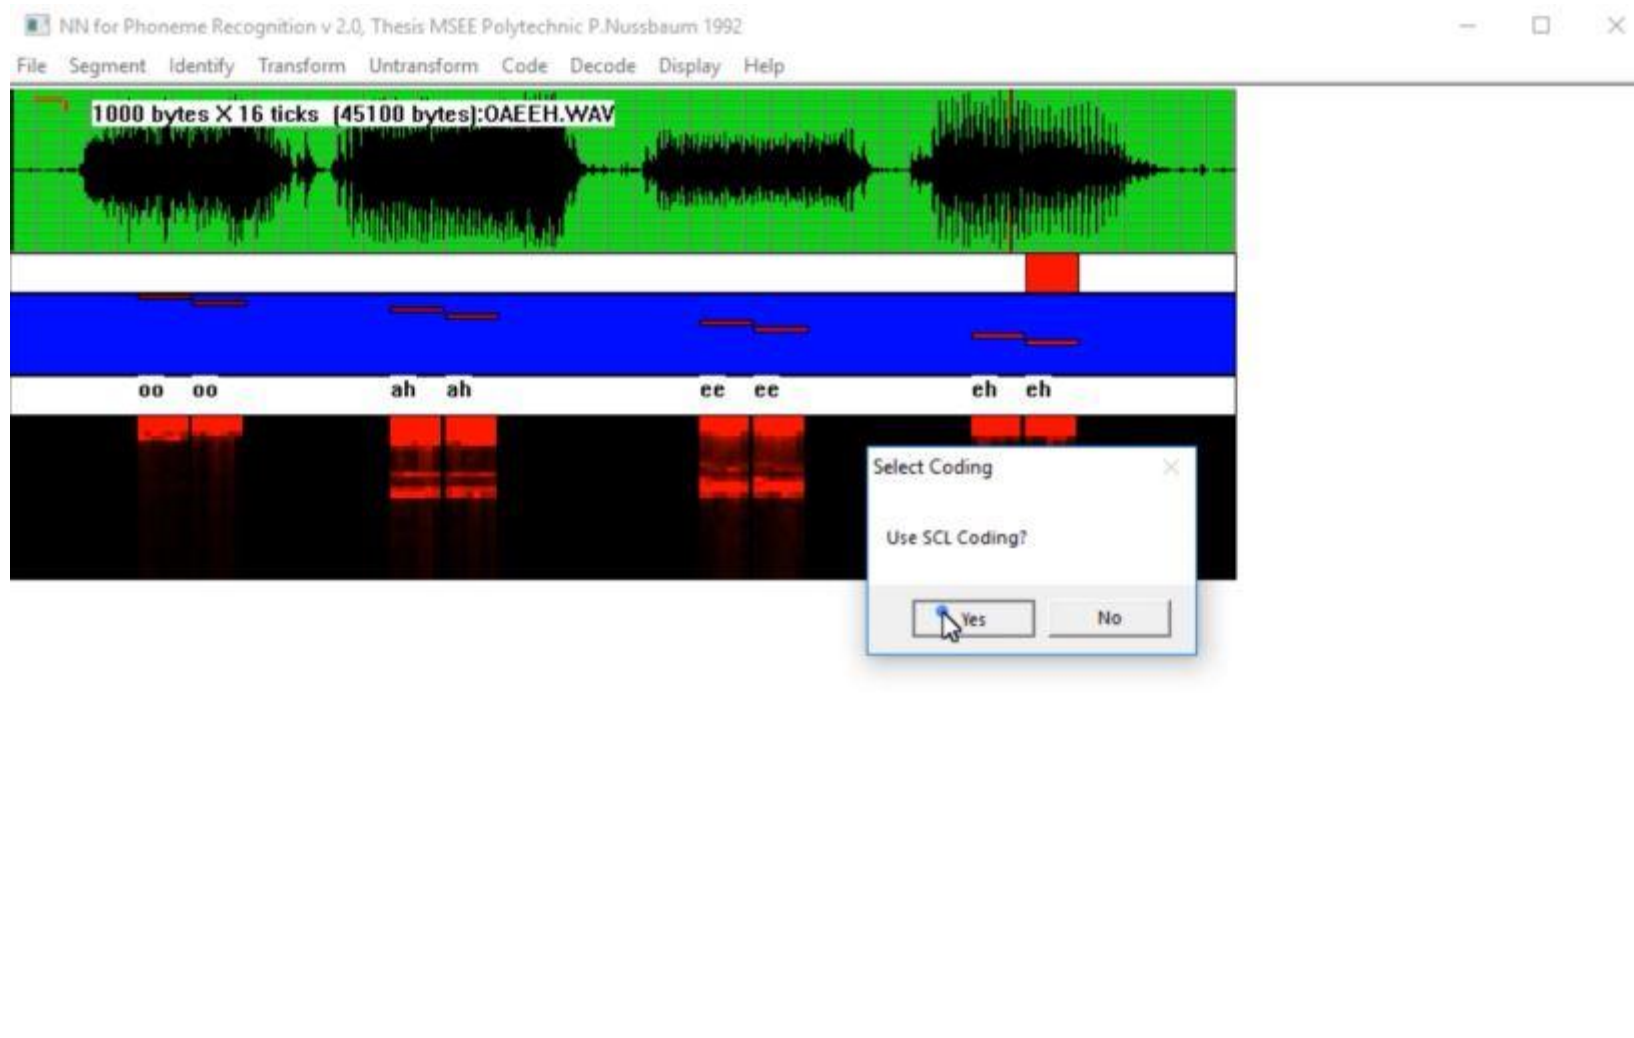 NN for Phoneme Recognition v 2.0, Thesis MSEE Polytechnic P.Nussbaum 1992
File Segment Identify Transform Untransform Code Decode Display Help
1000 bytes X 16 ticks (45100 bytes):OAEEH.WAV
oo oo ah ah ee ee eh eh
Select Coding
Use SCL Coding?
Yes No